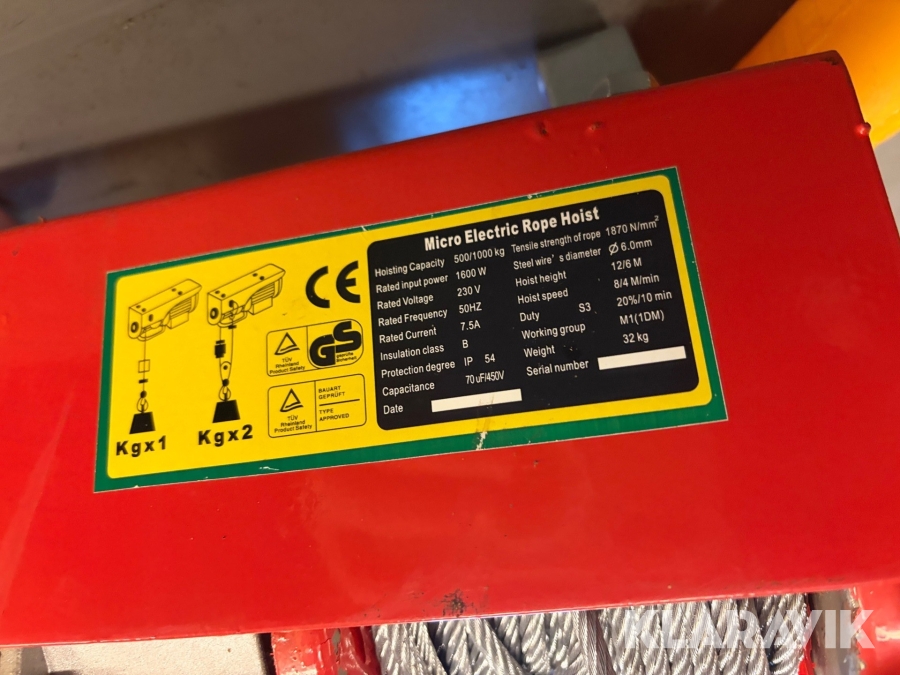 Micro Electric Rope Hoist
Hoisting Capacity 500/1000 kg
Rated input power 1600 W
Rated Voltage 230 V
Rated Frequency 50HZ
Rated Current 7.5A
Insulation class B
Protection degree IP 54
Capacitance 70uF/450V
Date
Tensile strength of rope 1870 N/mm²
Steel wire's diameter Ø 6.0mm
Hoist height 12/6 M
Hoist speed 8/4 M/min
Duty S3 20%/10 min
Working group M1(1DM)
Weight 32 kg
Serial number
CE
TÜV
Rheinland
Product Safety
GS
geprüfte
Sicherheit
TÜV
Rheinland
Product Safety
BAUART
GEPRÜFT
TYPE
APPROVED
Kgx1
Kgx2
KLARAVIK